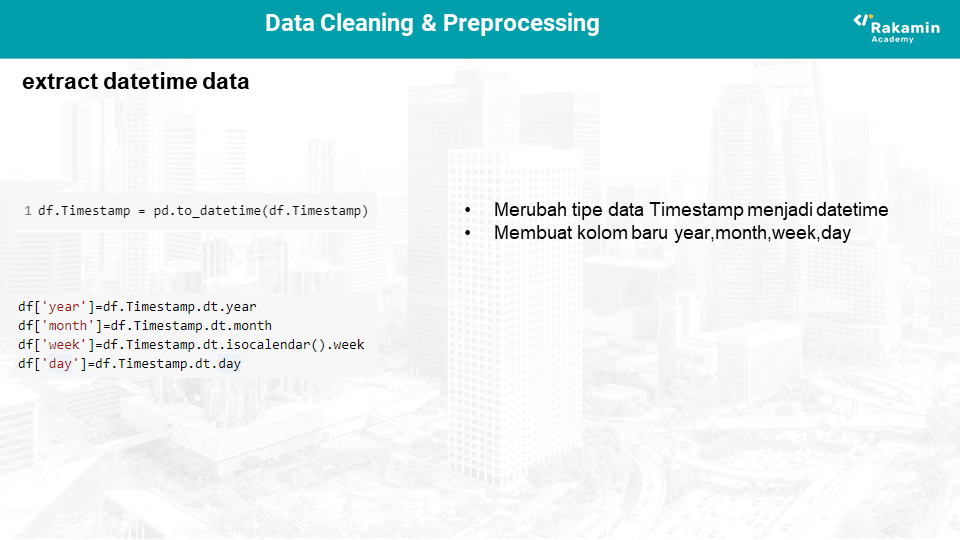 Data Cleaning & Preprocessing
Rakamin
Academy
extract datetime data
1 df.Timestamp = pd.to_datetime(df.Timestamp)
• Merubah tipe data Timestamp menjadi datetime
• Membuat kolom baru year,month,week,day
df['year']=df.Timestamp.dt.year
df['month']=df.Timestamp.dt.month
df['week']=df.Timestamp.dt.isocalendar().week
df['day']=df.Timestamp.dt.day